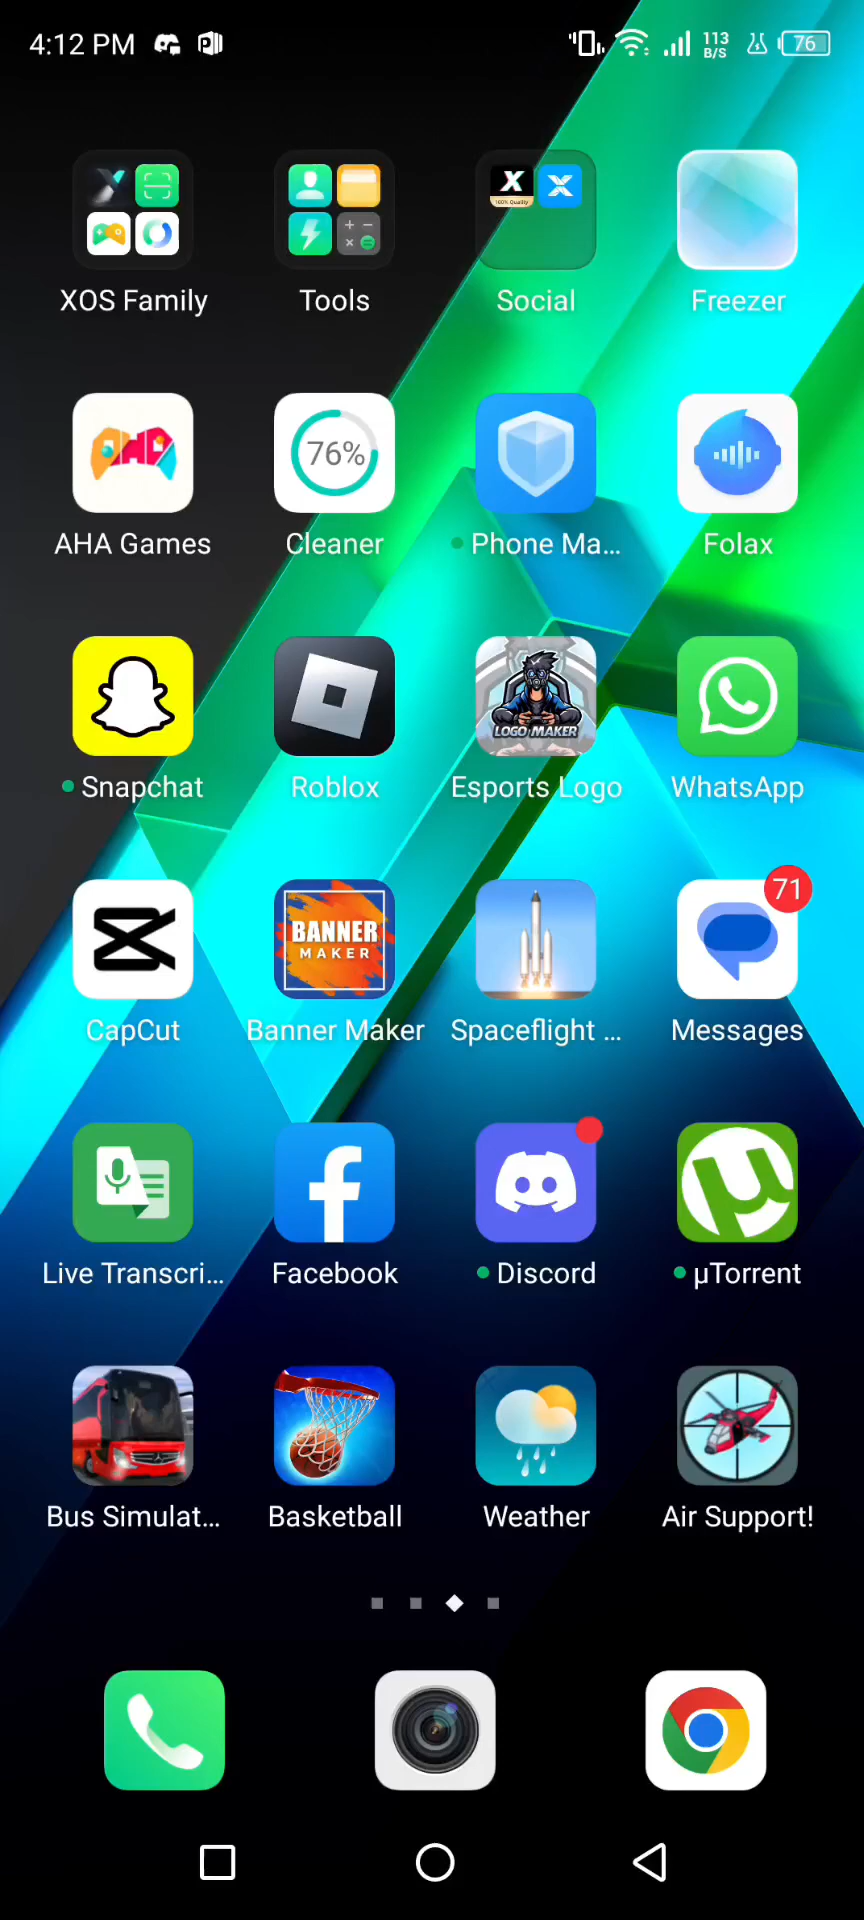 4:12 PM 113 B/S 76
XOS Family Tools Social Freezer
X
100% Quality
76%
AHA Games Cleaner Phone Ma... Folax
LOGO MAKER
Snapchat Roblox Esports Logo WhatsApp
71
BANNER
MAKER
CapCut Banner Maker Spaceflight ... Messages
Live Transcri... Facebook Discord µTorrent
Bus Simulat... Basketball Weather Air Support!